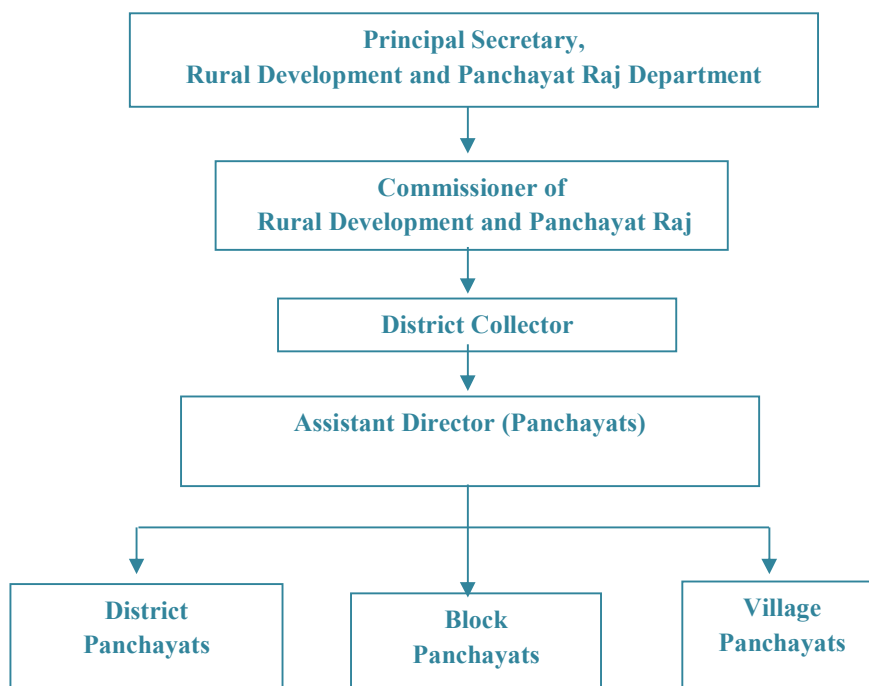 Principal Secretary,
Rural Development and Panchayat Raj Department
Commissioner of
Rural Development and Panchayat Raj
District Collector
Assistant Director (Panchayats)
District
Panchayats
Block
Panchayats
Village
Panchayats